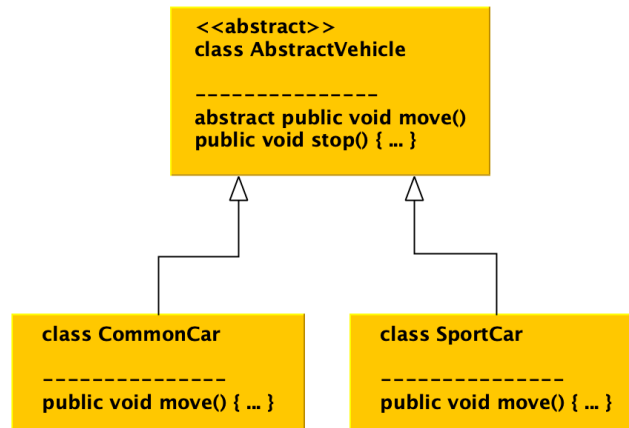 <<abstract>>
class AbstractVehicle
---------------
abstract public void move()
public void stop() { ... }
class CommonCar
---------------
public void move() { ... }
class SportCar
---------------
public void move() { ... }